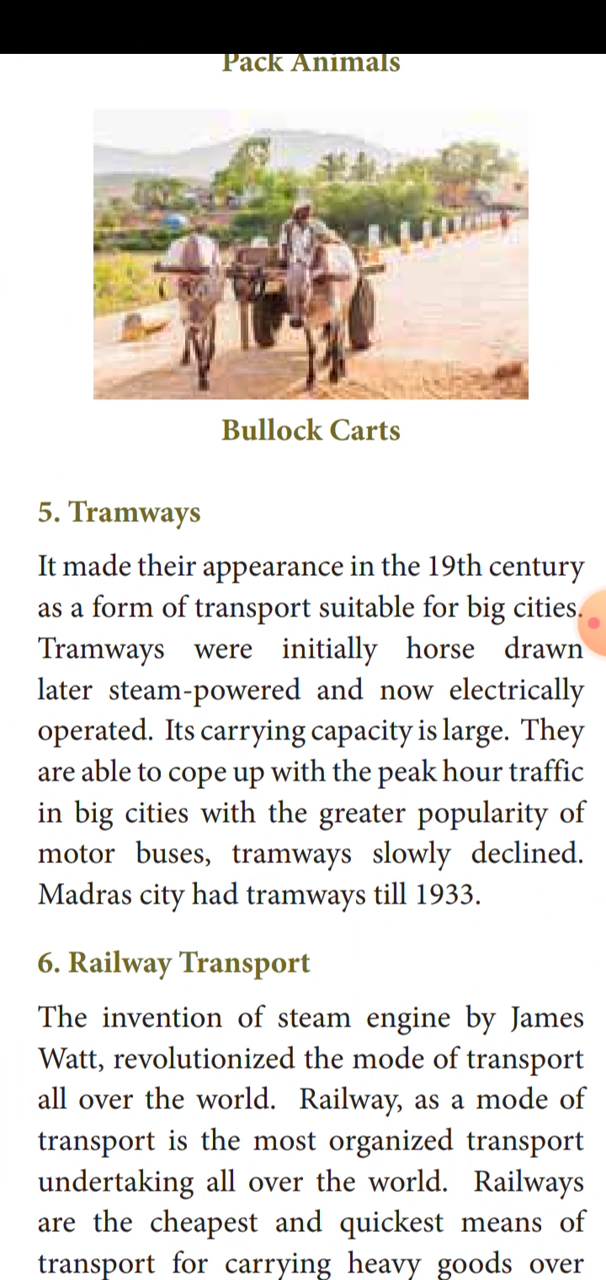 Pack Animals
Bullock Carts
5. Tramways
It made their appearance in the 19th century
as a form of transport suitable for big cities.
Tramways were initially horse drawn
later steam-powered and now electrically
operated. Its carrying capacity is large. They
are able to cope up with the peak hour traffic
in big cities with the greater popularity of
motor buses, tramways slowly declined.
Madras city had tramways till 1933.
6. Railway Transport
The invention of steam engine by James
Watt, revolutionized the mode of transport
all over the world. Railway, as a mode of
transport is the most organized transport
undertaking all over the world. Railways
are the cheapest and quickest means of
transport for carrying heavy goods over